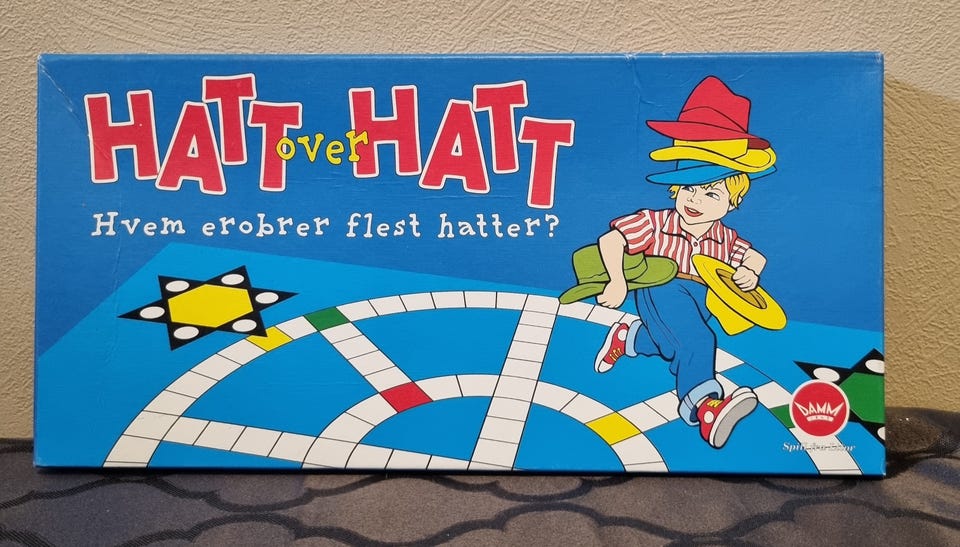 HATT over HATT
Hvem erobrer flest hatter?
DAMM